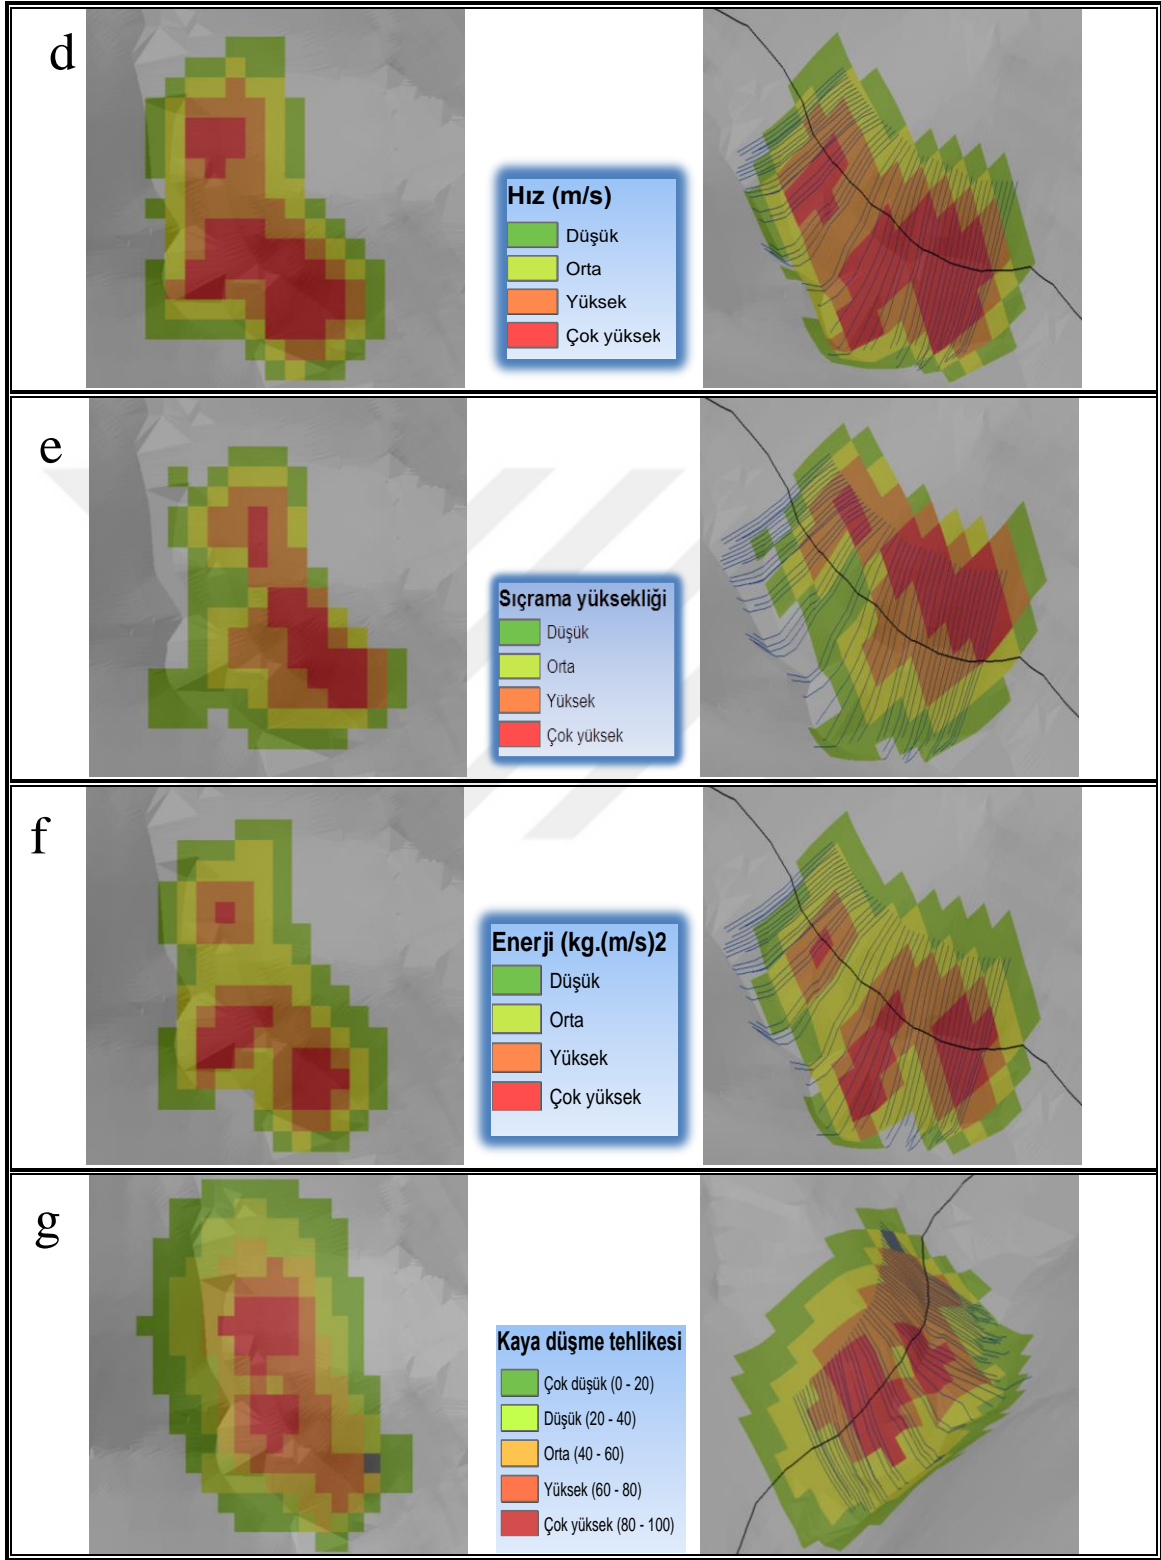 d
Hız (m/s)
Düşük
Orta
Yüksek
Çok yüksek
e
Sıçrama yüksekliği
Düşük
Orta
Yüksek
Çok yüksek
f
Enerji (kg.(m/s)2
Düşük
Orta
Yüksek
Çok yüksek
g
Kaya düşme tehlikesi
Çok düşük (0 - 20)
Düşük (20 - 40)
Orta (40 - 60)
Yüksek (60 - 80)
Çok yüksek (80 - 100)